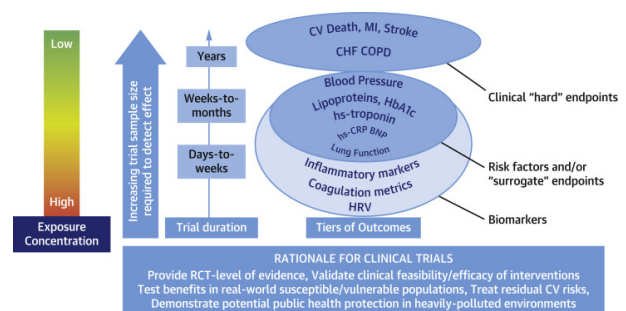 Low
High
Exposure
Concentration
Increasing trial sample size
required to detect effect
Years
Weeks-to-
months
Days-to-
weeks
Trial duration
CV Death, MI, Stroke
CHF COPD
Blood Pressure
Lipoproteins, HbA1c
hs-troponin
hs-CRP BNP
Lung Function
Inflammatory markers
Coagulation metrics
HRV
Tiers of Outcomes
Clinical "hard" endpoints
Risk factors and/or
"surrogate" endpoints
Biomarkers
RATIONALE FOR CLINICAL TRIALS
Provide RCT-level of evidence, Validate clinical feasibility/efficacy of interventions
Test benefits in real-world susceptible/vulnerable populations, Treat residual CV risks,
Demonstrate potential public health protection in heavily-polluted environments